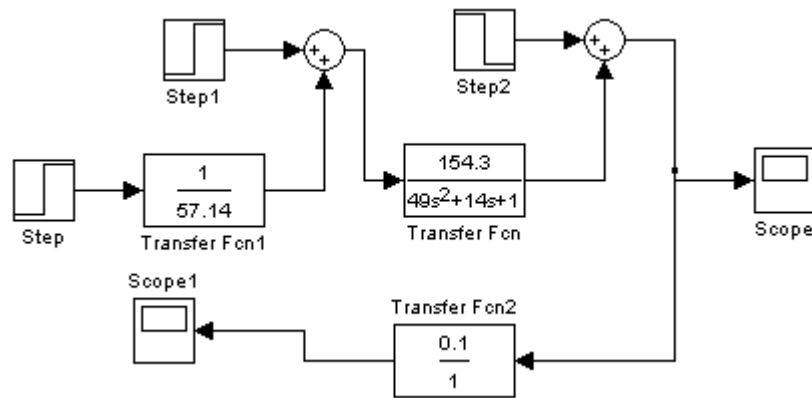 Step1
++
Step2
++
Step
1
57.14
Transfer Fcn1
154.3
49s²+14s+1
Transfer Fcn
Scope
Scope1
Transfer Fcn2
0.1
1